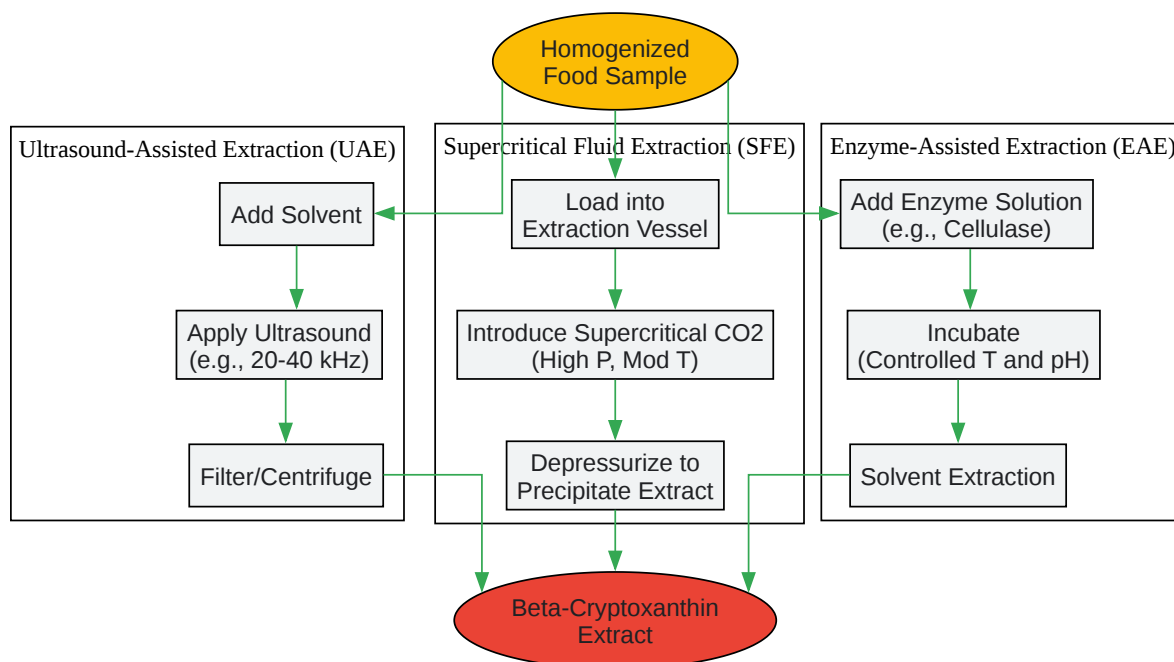 Homogenized
Food Sample
Ultrasound-Assisted Extraction (UAE)
Add Solvent
Apply Ultrasound
(e.g., 20-40 kHz)
Filter/Centrifuge
Supercritical Fluid Extraction (SFE)
Load into
Extraction Vessel
Introduce Supercritical CO2
(High P, Mod T)
Depressurize to
Precipitate Extract
Enzyme-Assisted Extraction (EAE)
Add Enzyme Solution
(e.g., Cellulase)
Incubate
(Controlled T and pH)
Solvent Extraction
Beta-Cryptoxanthin
Extract